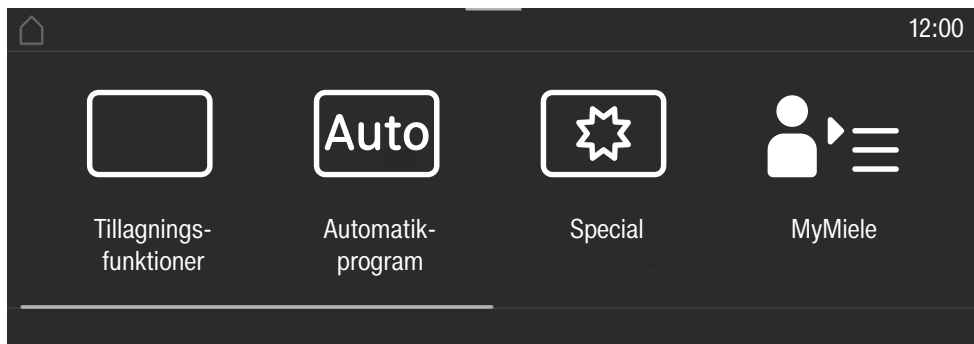 12:00
Auto
Tillagnings-
funktioner
Automatik-
program
Special
MyMiele